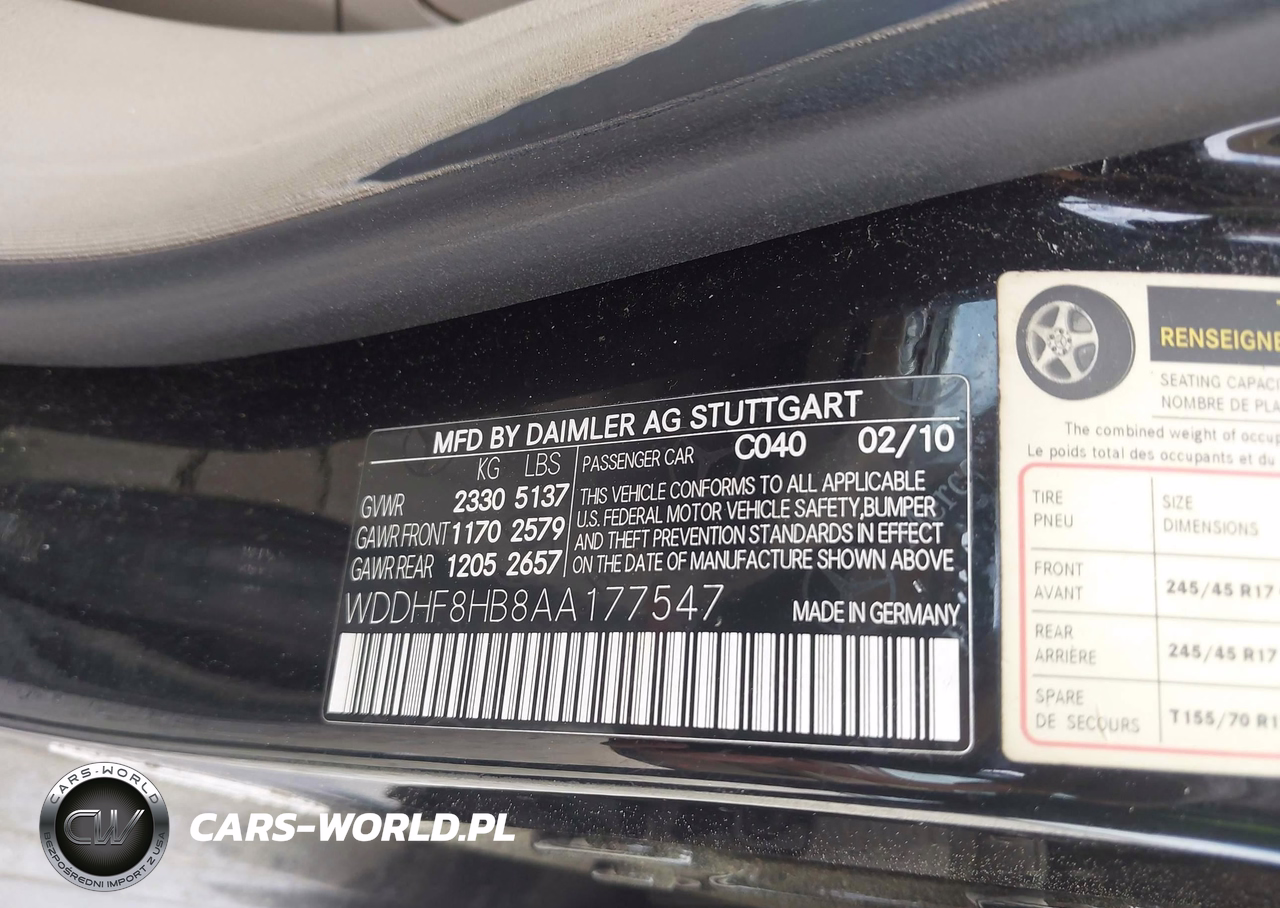 MFD BY DAIMLER AG STUTTGART
KG LBS
GVWR 2330 5137
GAWR FRONT 1170 2579
GAWR REAR 1205 2657
PASSENGER CAR C040 02/10
THIS VEHICLE CONFORMS TO ALL APPLICABLE
U.S. FEDERAL MOTOR VEHICLE SAFETY,BUMPER
AND THEFT PREVENTION STANDARDS IN EFFECT
ON THE DATE OF MANUFACTURE SHOWN ABOVE
WDDHF8HB8AA177547 MADE IN GERMANY
RENSEIGNE
SEATING CAPACI
NOMBRE DE PLA
The combined weight of occup
Le poids total des occupants et du
TIRE
PNEU
SIZE
DIMENSIONS
FRONT
AVANT
245/45 R17
REAR
ARRIÈRE
245/45 R17
SPARE
DE SECOURS
T155/70 R1
CARS-WORLD
CW
BEZPOŚREDNI IMPORT Z USA
CARS-WORLD.PL